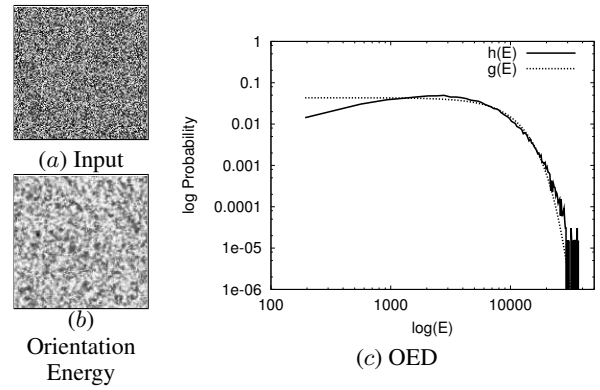 (a) Input
(b)
Orientation
Energy
1
0.1
0.01
0.001
0.0001
1e-05
1e-06
log Probability
100
1000
10000
log(E)
h(E)
g(E)
(c) OED